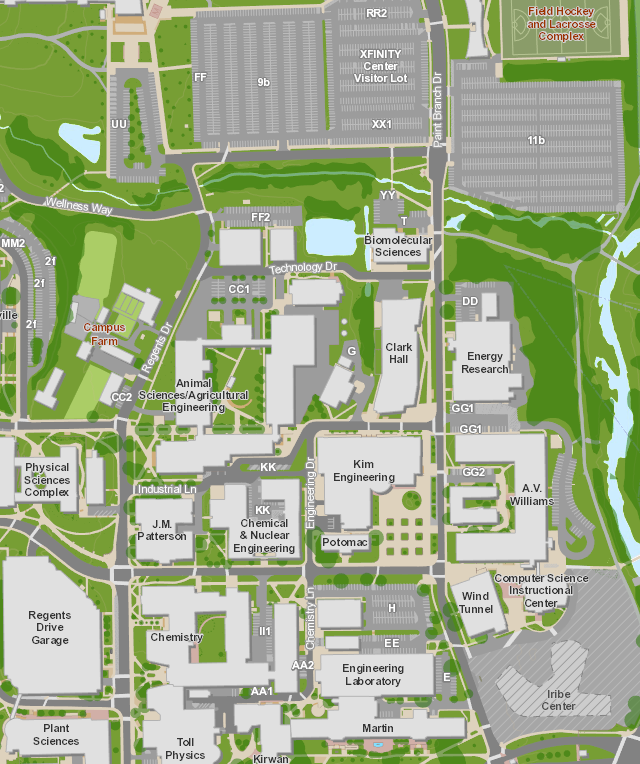 RR2
Field Hockey
and Lacrosse
Complex
XFINITY
Center
Visitor Lot
FF
9b
Paint Branch Dr
UU
XX1
11b
YY
Wellness Way
FF2
T
MM2
Biomolecular
Sciences
2f
Technology Dr
2f
CC1
DD
ville
2f
Campus
Farm
Regents Dr
G
Clark
Hall
Energy
Research
Animal
Sciences/Agricultural
Engineering
CC2
GG1
GG1
Physical
Sciences
Complex
KK
Kim
Engineering
GG2
Industrial Ln
Engineering Dr
A.V.
Williams
KK
J.M.
Patterson
Chemical
& Nuclear
Engineering
Potomac
Computer Science
Instructional
Center
Wind
Tunnel
Regents
Drive
Garage
Chemistry Ln
H
Chemistry
II1
EE
AA2
Engineering
Laboratory
E
AA1
Iribe
Center
Plant
Sciences
Martin
Toll
Physics
Kirwan